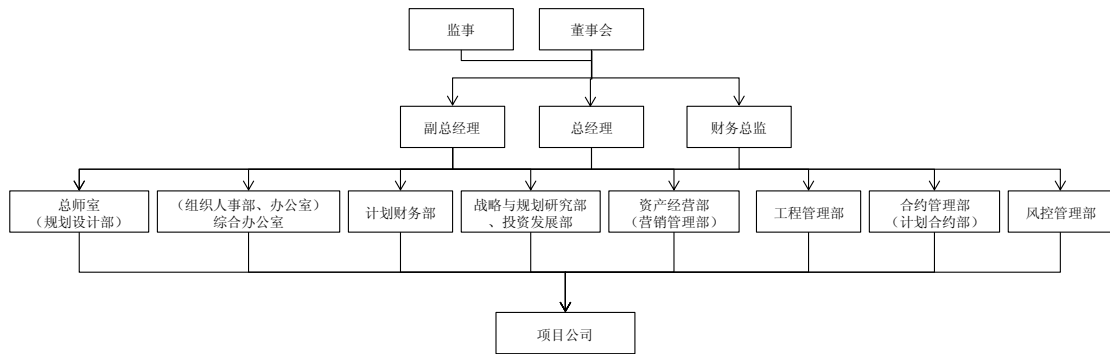 监事
董事会
副总经理
总经理
财务总监
总师室
（规划设计部）
（组织人事部、办公室）
综合办公室
计划财务部
战略与规划研究部
、投资发展部
资产经营部
（营销管理部）
工程管理部
合约管理部
（计划合约部）
风控管理部
项目公司